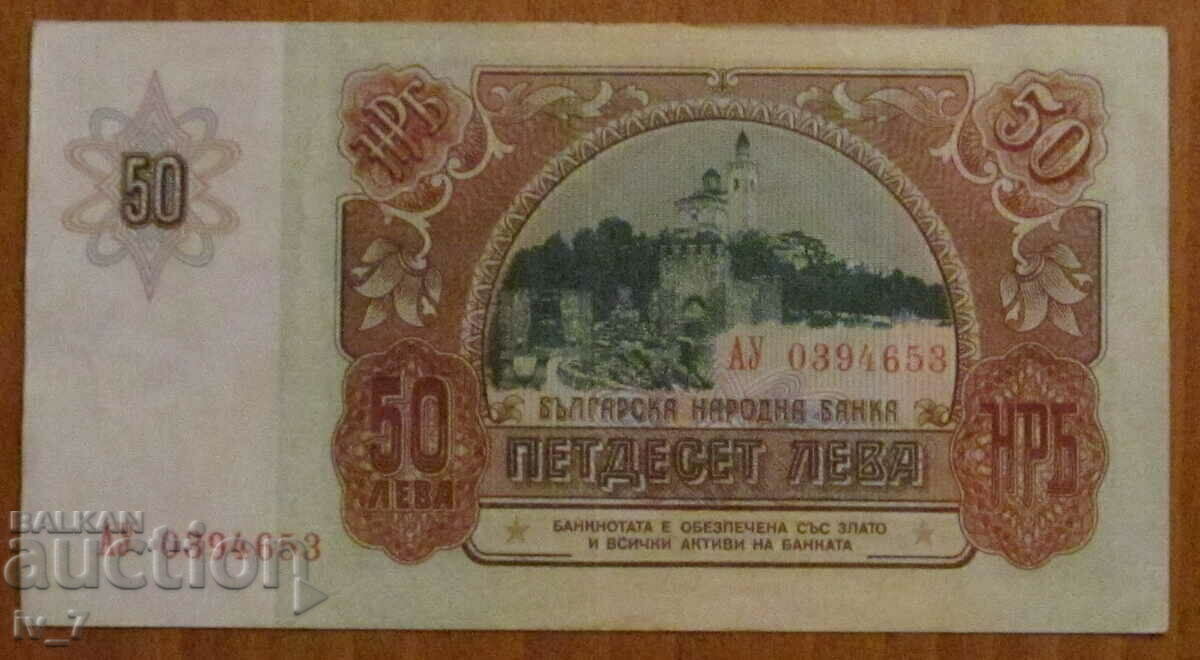 НРБ
50
50
АУ 0394653
БЪЛГАРСКА НАРОДНА БАНКА
ПЕТДЕСЕТ ЛЕВА
50
ЛЕВА
НРБ
БАНКНОТАТА Е ОБЕЗПЕЧЕНА СЪС ЗЛАТО
И ВСИЧКИ АКТИВИ НА БАНКАТА
АУ 0394653
BALKAN
auction
iv_7